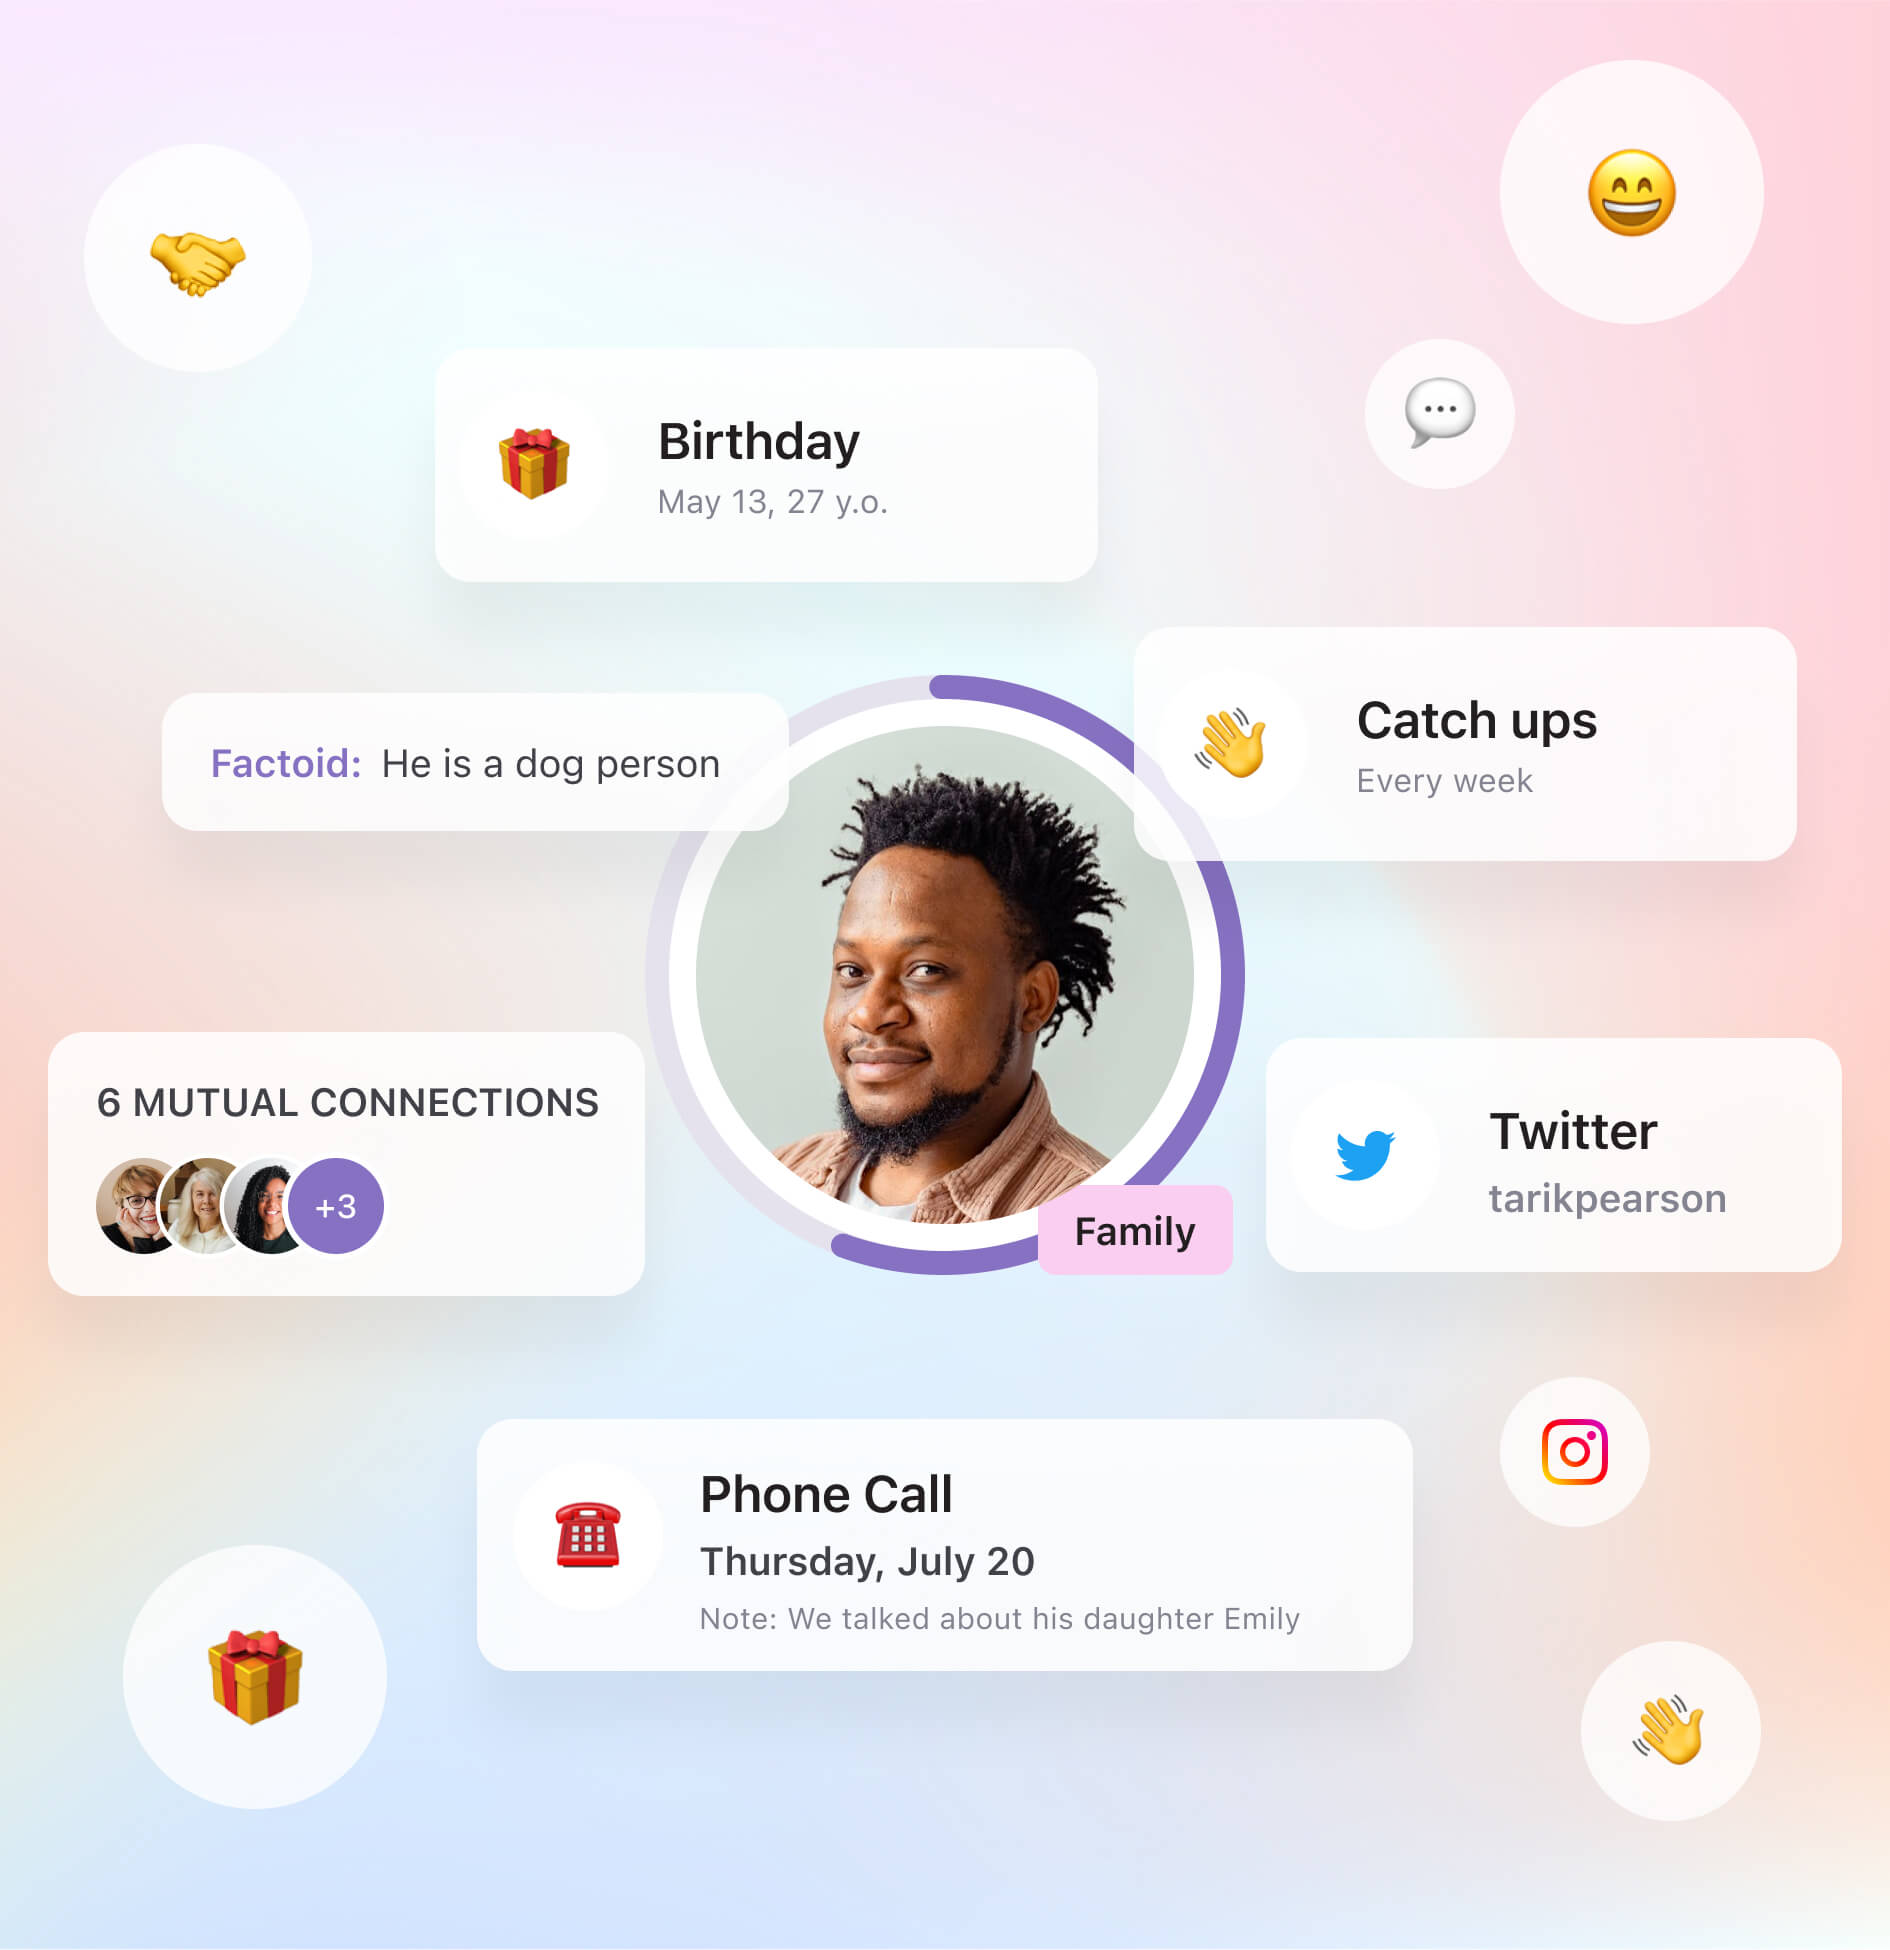 Birthday
May 13, 27 y.o.
Catch ups
Every week
Factoid: He is a dog person
6 MUTUAL CONNECTIONS
+3
Family
Twitter
tarikpearson
Phone Call
Thursday, July 20
Note: We talked about his daughter Emily